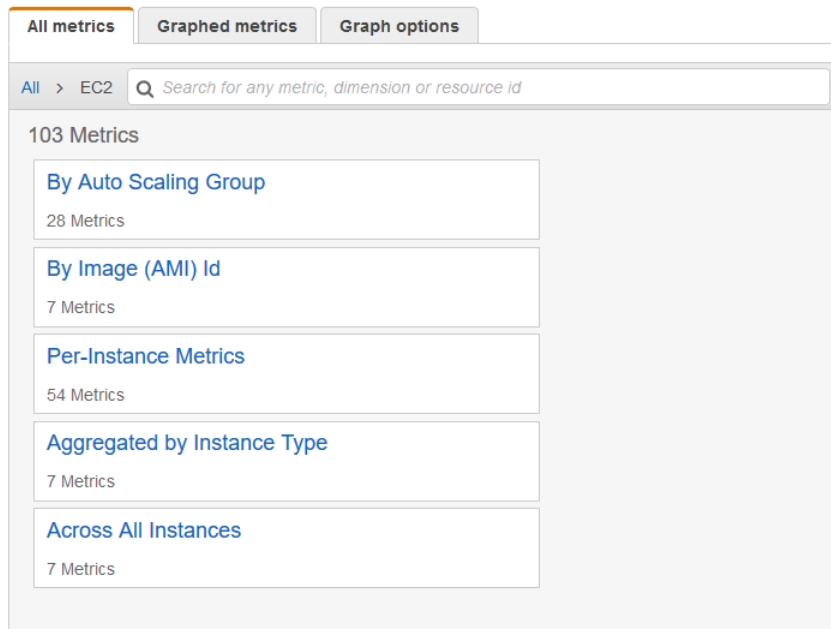 All metrics Graphed metrics Graph options
All > EC2 Search for any metric, dimension or resource id
103 Metrics
By Auto Scaling Group
28 Metrics
By Image (AMI) Id
7 Metrics
Per-Instance Metrics
54 Metrics
Aggregated by Instance Type
7 Metrics
Across All Instances
7 Metrics